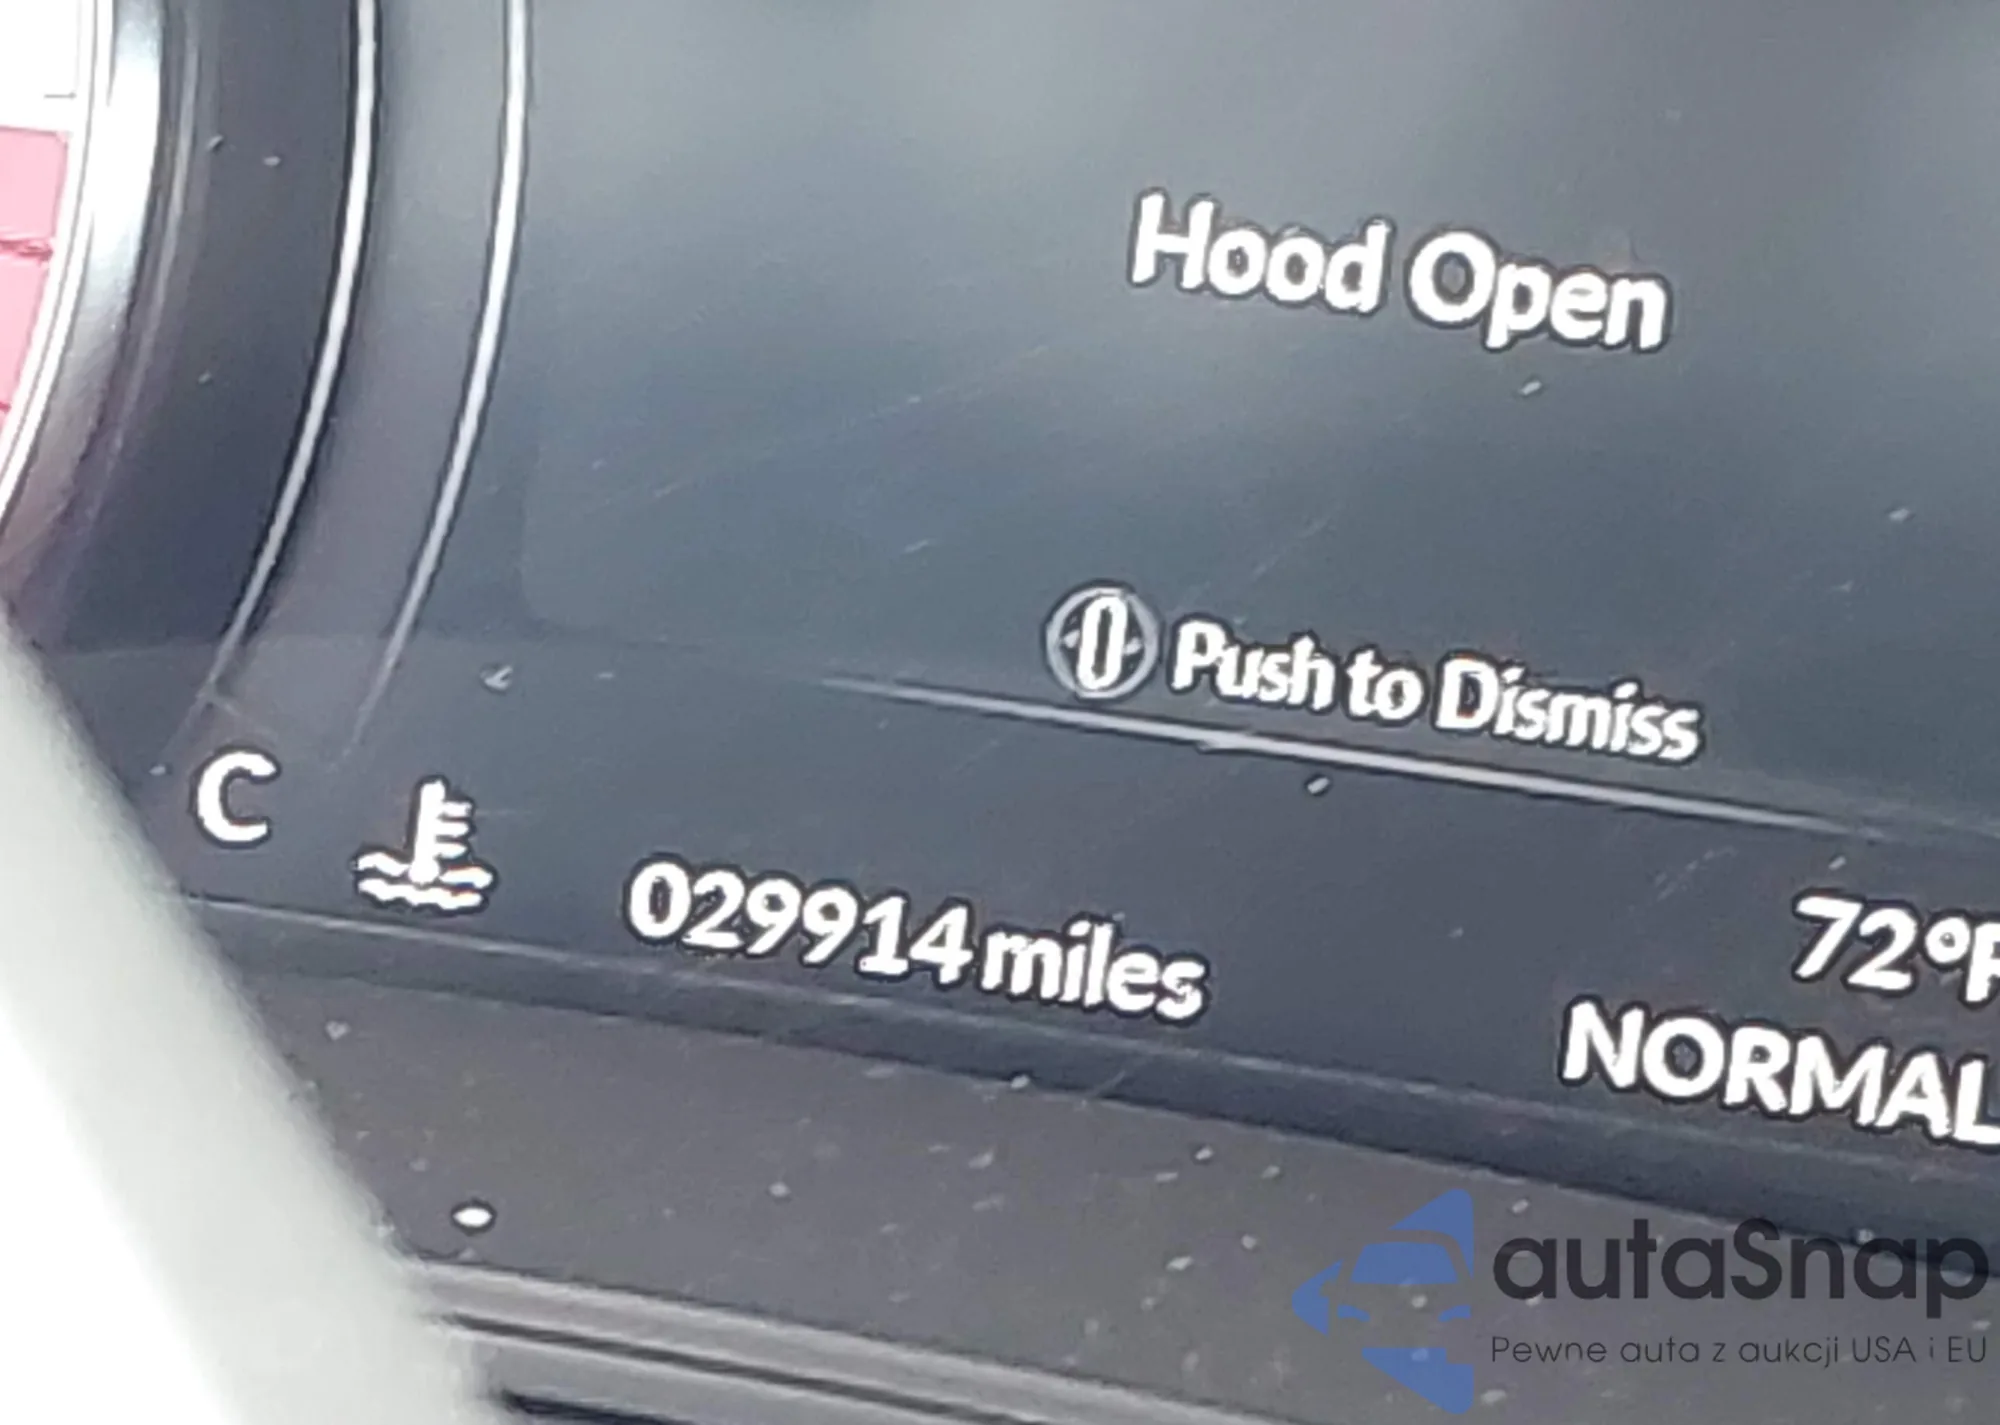 Hood Open
Push to Dismiss
C
029914 miles
72°F
NORMAL
autaSnap
Pewne auta z aukcji USA i EU